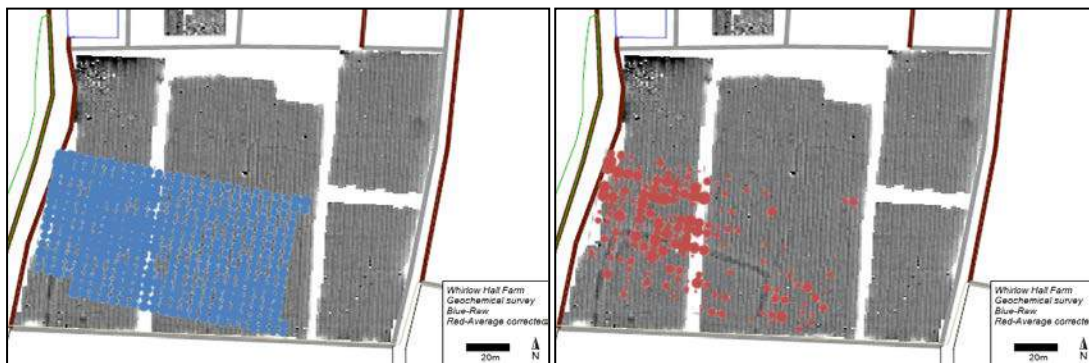 Whirlow Hall Farm
Geochemical survey
Blue-Raw
Red-Average corrected
20m
N
Whirlow Hall Farm
Geochemical survey
Blue-Raw
Red-Average corrected
20m
N